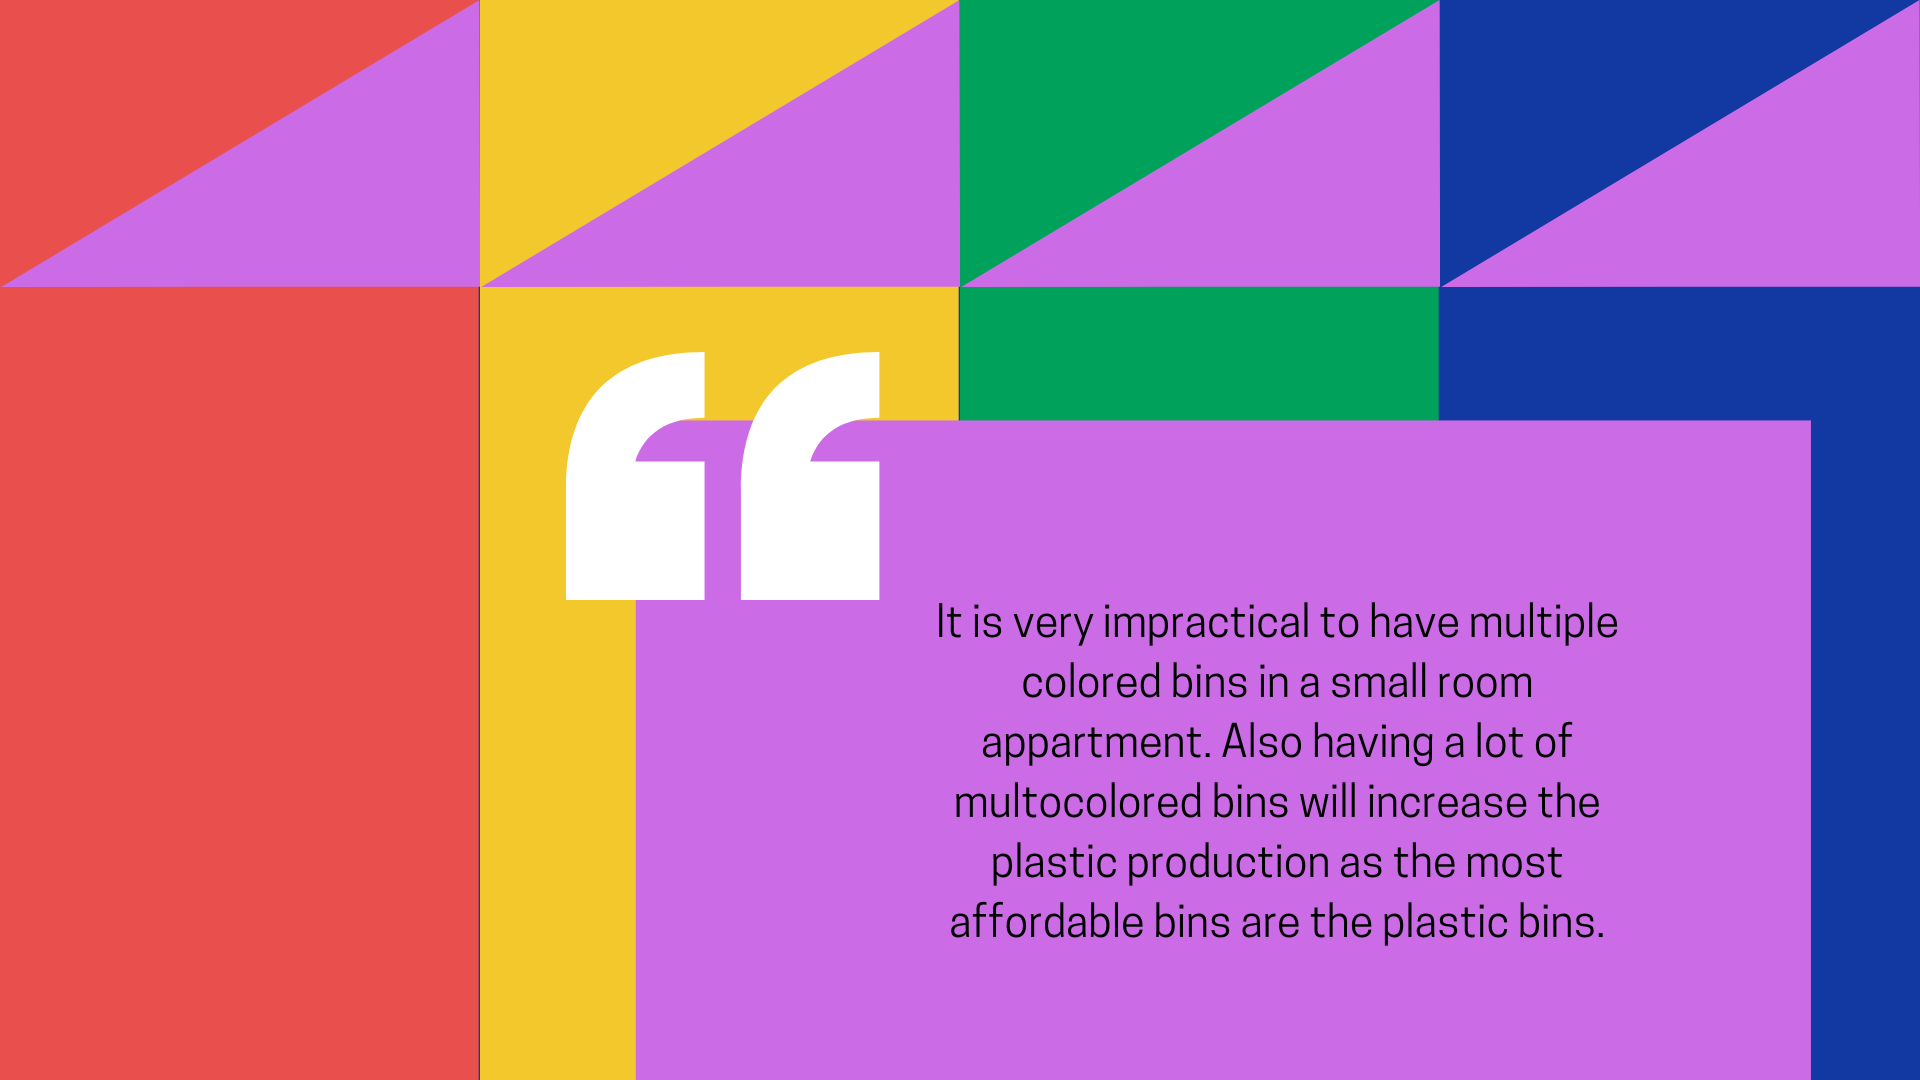 “
It is very impractical to have multiple
colored bins in a small room
appartment. Also having a lot of
multocolored bins will increase the
plastic production as the most
affordable bins are the plastic bins.